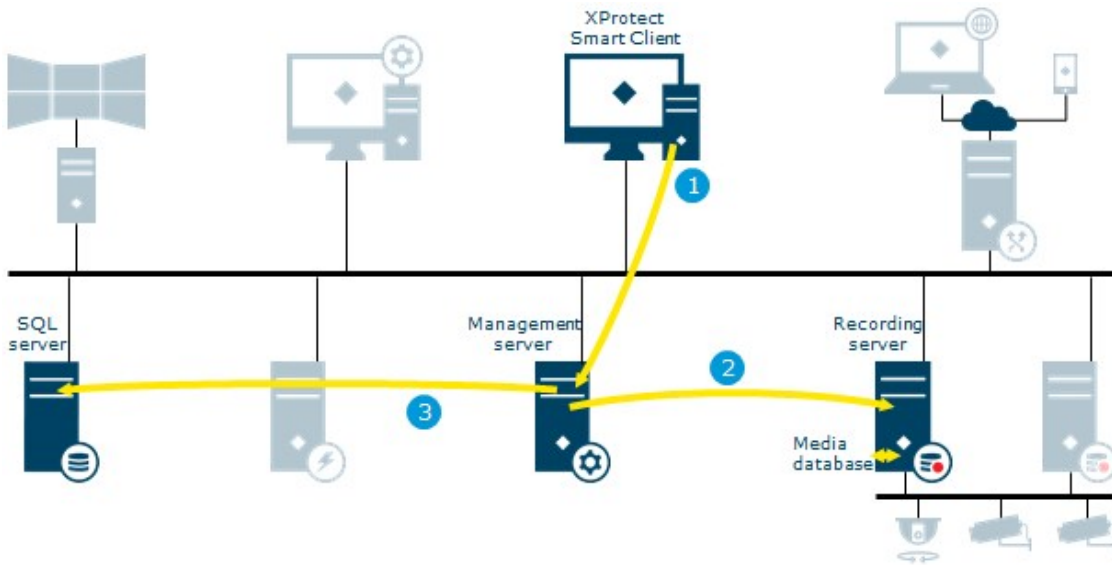 XProtect
Smart Client
1
SQL
server
Management
server
Recording
server
2
3
Media
database